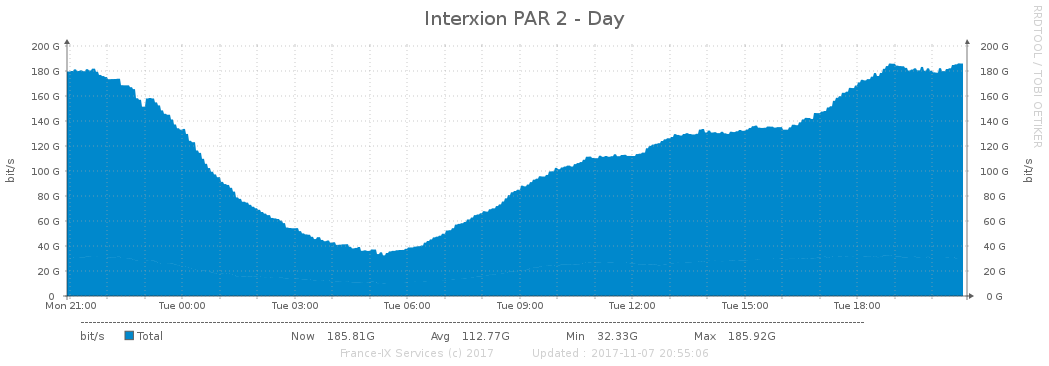 Interxion PAR 2 - Day
RRDTOOL / TOBI OETIKER
bit/s
bit/s
200 G 200 G
180 G 180 G
160 G 160 G
140 G 140 G
120 G 120 G
100 G 100 G
80 G 80 G
60 G 60 G
40 G 40 G
20 G 20 G
0 0 G
Mon 21:00 Tue 00:00 Tue 03:00 Tue 06:00 Tue 09:00 Tue 12:00 Tue 15:00 Tue 18:00
bit/s Total Now 185.81G Avg 112.77G Min 32.33G Max 185.92G
France-IX Services (c) 2017 Updated : 2017-11-07 20:55:06